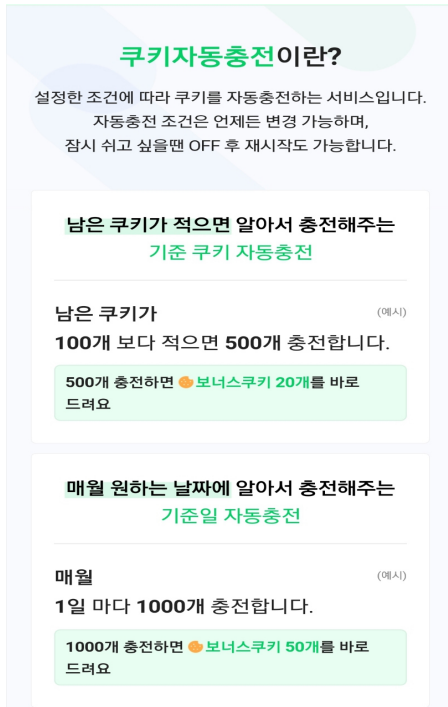 쿠키자동충전이란?
설정한 조건에 따라 쿠키를 자동충전하는 서비스입니다.
자동충전 조건은 언제든 변경 가능하며,
잠시 쉬고 싶을땐 OFF 후 재시작도 가능합니다.
남은 쿠키가 적으면 알아서 충전해주는
기준 쿠키 자동충전
남은 쿠키가 (예시)
100개 보다 적으면 500개 충전합니다.
500개 충전하면 보너스쿠키 20개를 바로
드려요
매월 원하는 날짜에 알아서 충전해주는
기준일 자동충전
매월 (예시)
1일 마다 1000개 충전합니다.
1000개 충전하면 보너스쿠키 50개를 바로
드려요